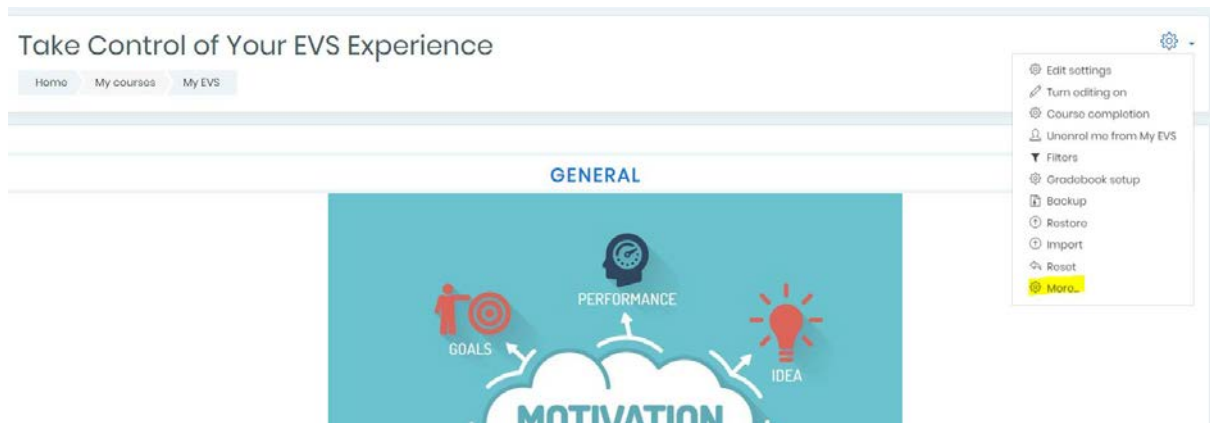 Take Control of Your EVS Experience
Home My courses My EVS
Edit settings
Turn editing on
Course completion
Unenrol me from My EVS
Filters
Gradebook setup
Backup
Restore
Import
Reset
More...
GENERAL
PERFORMANCE
GOALS
IDEA
MOTIVATION